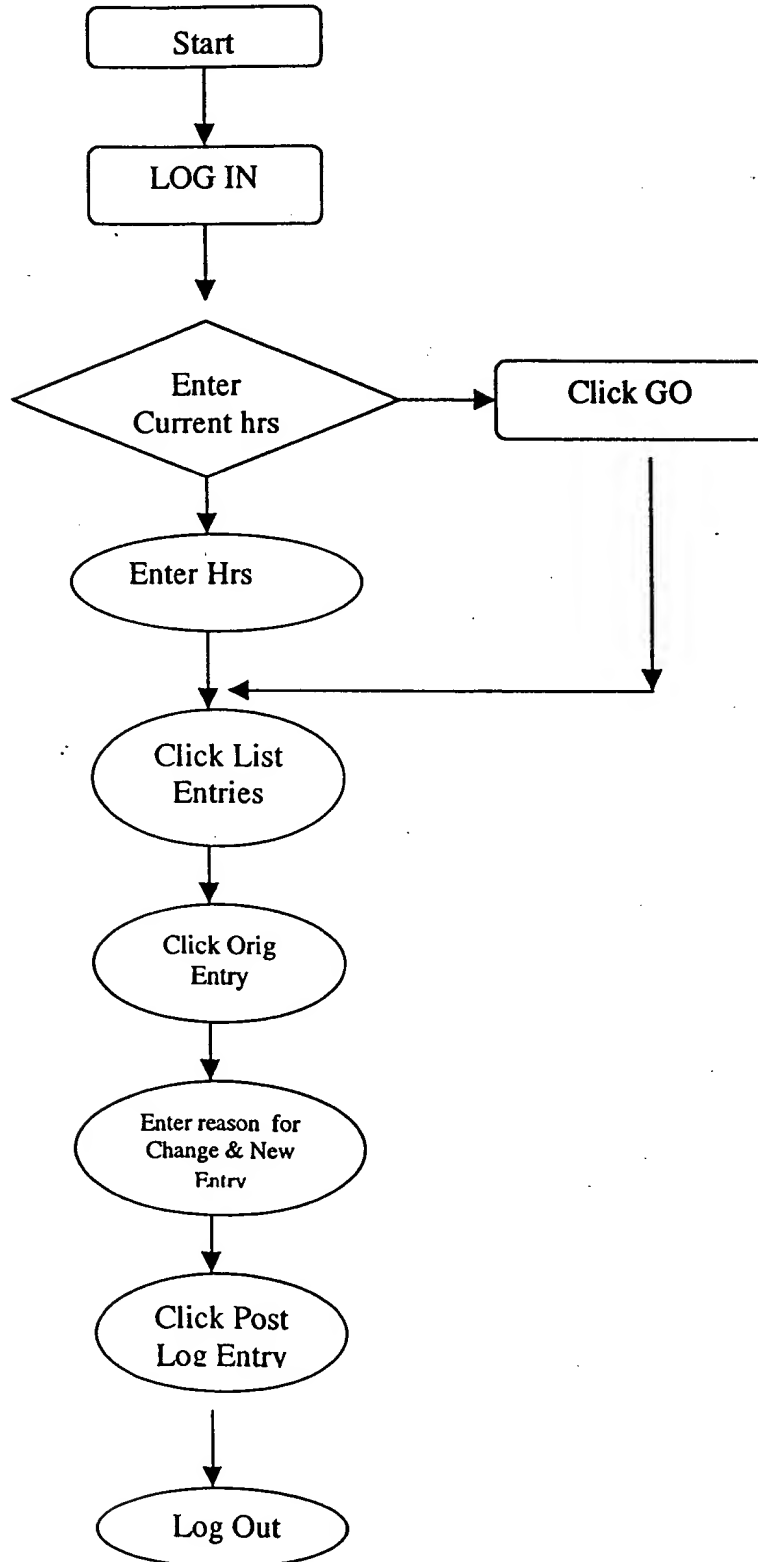 Start
LOG IN
Enter
Current hrs
Click GO
Enter Hrs
Click List
Entries
Click Orig
Entry
Enter reason for
Change & New
Entry
Click Post
Log Entry
Log Out